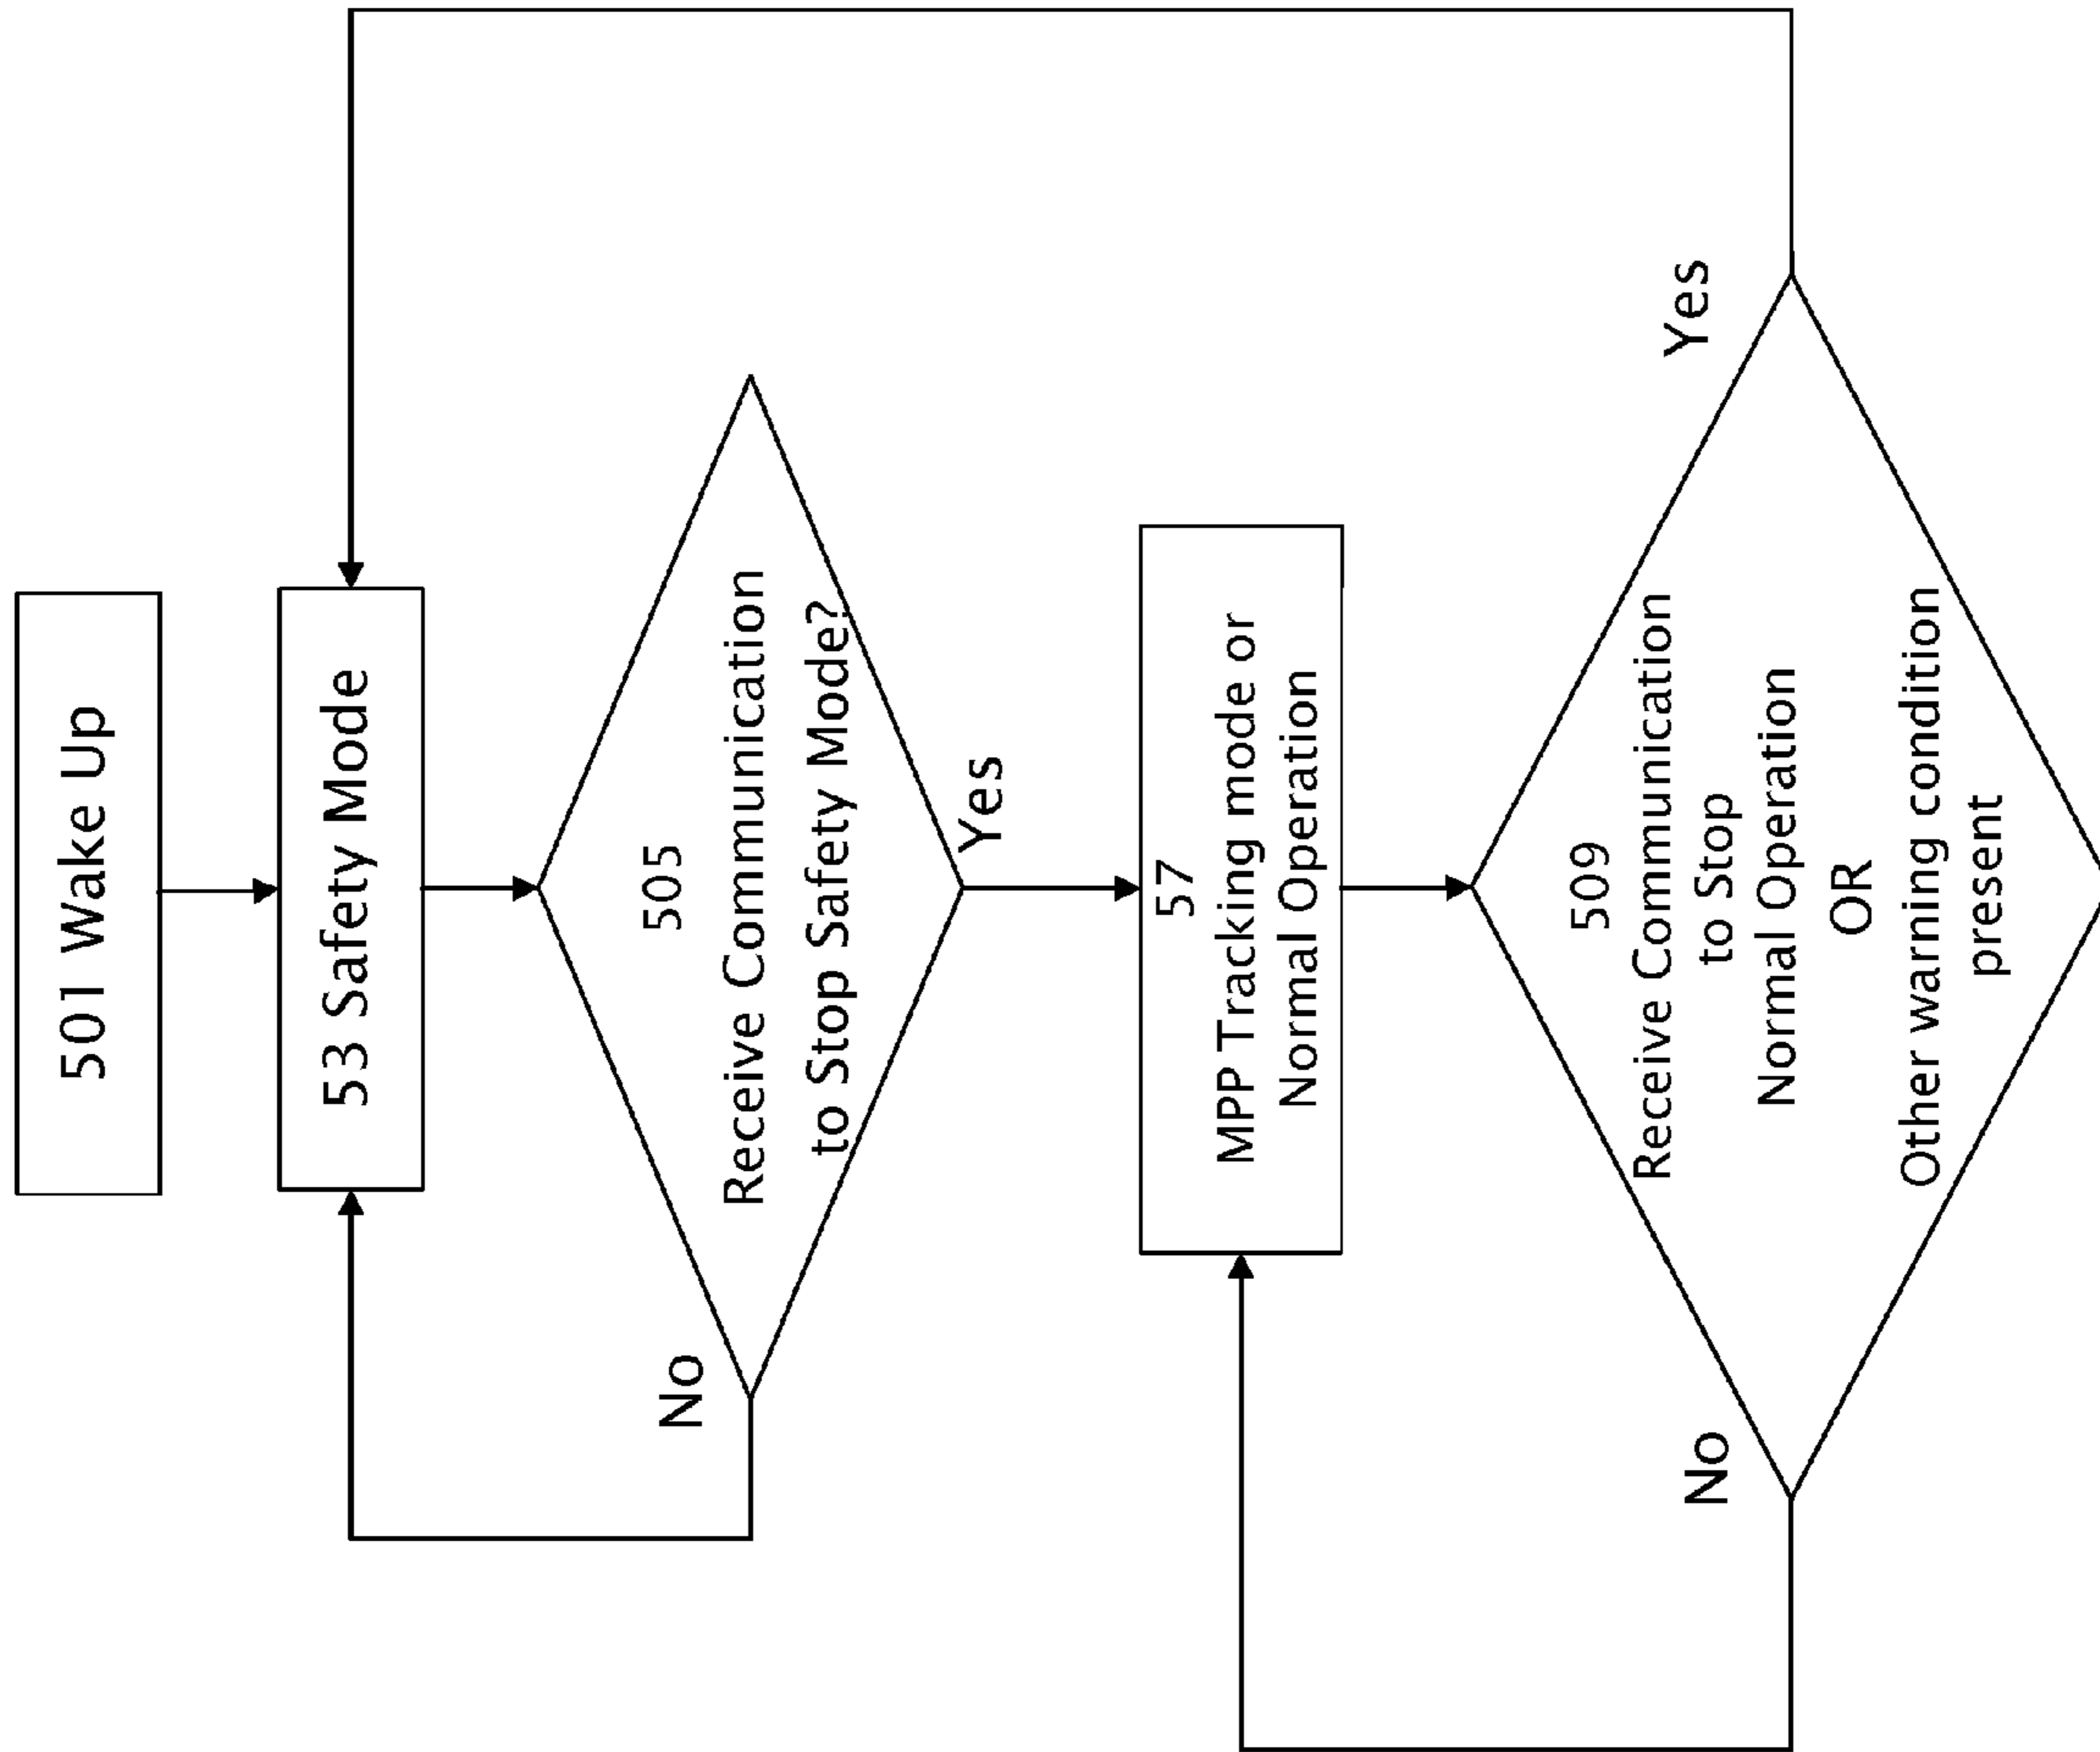 501 Wake Up
53 Safety Mode
505
Receive Communication
to Stop Safety Mode?
No
Yes
57
MPP Tracking mode or
Normal Operation
509
Receive Communication
to Stop
Normal Operation
OR
Other warning condition
present
No
Yes